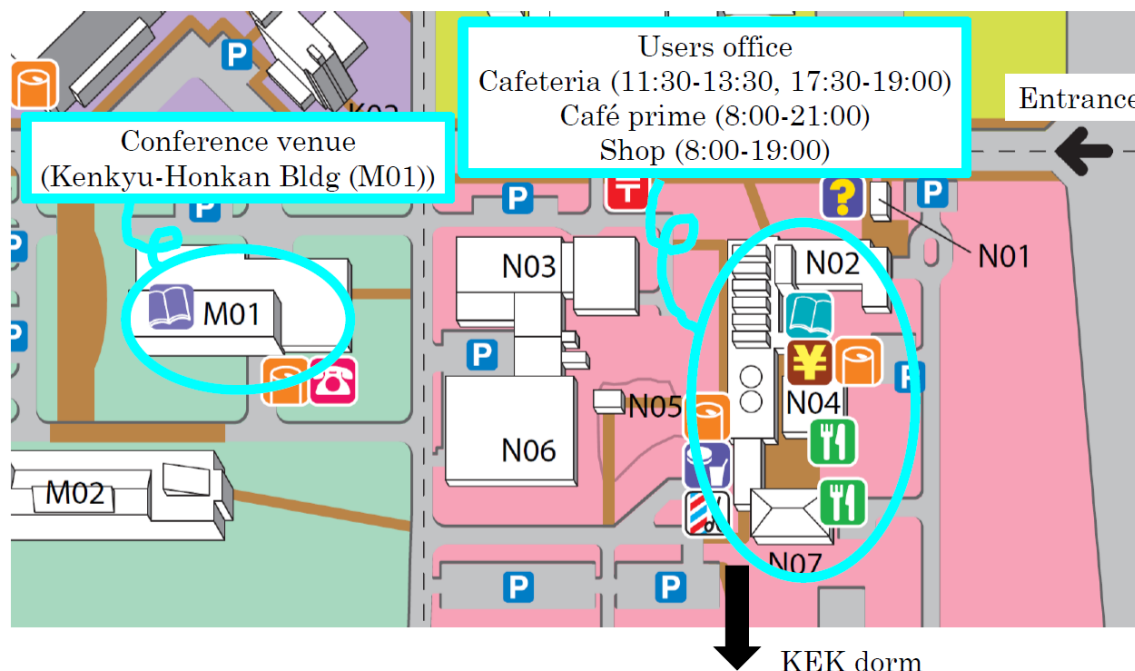 Users office
Cafeteria (11:30-13:30, 17:30-19:00)
Café prime (8:00-21:00)
Shop (8:00-19:00)
Entrance
Conference venue
(Kenkyu-Honkan Bldg (M01))
P
P
P
P
P
P
〒
?
N01
N02
N03
M01
P
P
¥
P
N04
N05
N06
M02
N07
P
P
KEK dorm